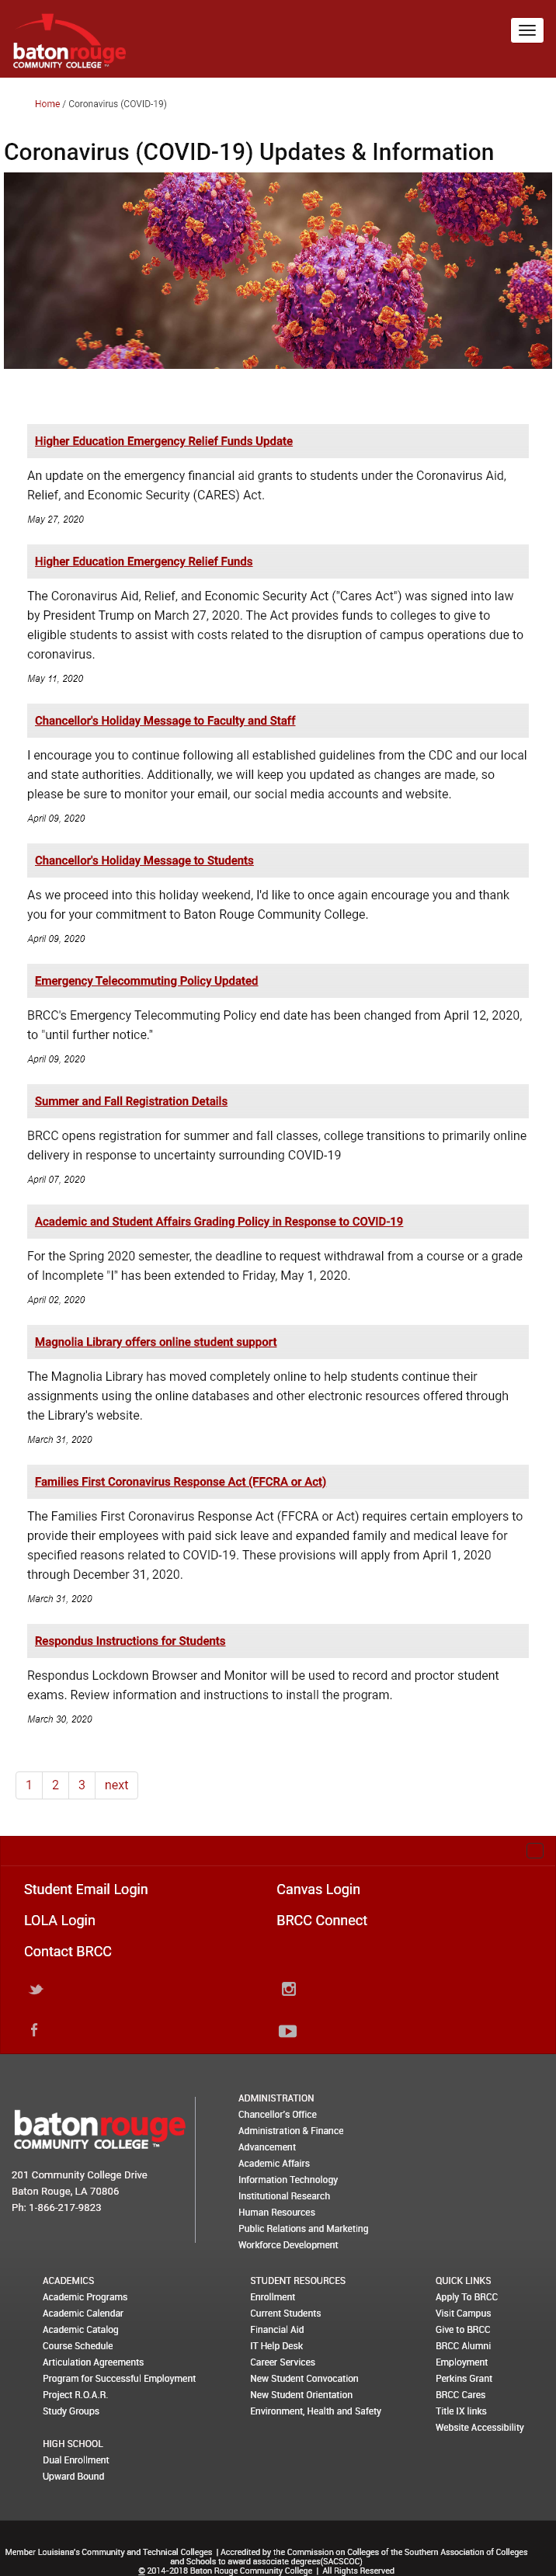 batonrouge
COMMUNITY COLLEGE ™
Home / Coronavirus (COVID-19)
Coronavirus (COVID-19) Updates & Information
Higher Education Emergency Relief Funds Update
An update on the emergency financial aid grants to students under the Coronavirus Aid,
Relief, and Economic Security (CARES) Act.
May 27, 2020
Higher Education Emergency Relief Funds
The Coronavirus Aid, Relief, and Economic Security Act ("Cares Act") was signed into law
by President Trump on March 27, 2020. The Act provides funds to colleges to give to
eligible students to assist with costs related to the disruption of campus operations due to
coronavirus.
May 11, 2020
Chancellor's Holiday Message to Faculty and Staff
I encourage you to continue following all established guidelines from the CDC and our local
and state authorities. Additionally, we will keep you updated as changes are made, so
please be sure to monitor your email, our social media accounts and website.
April 09, 2020
Chancellor's Holiday Message to Students
As we proceed into this holiday weekend, I'd like to once again encourage you and thank
you for your commitment to Baton Rouge Community College.
April 09, 2020
Emergency Telecommuting Policy Updated
BRCC's Emergency Telecommuting Policy end date has been changed from April 12, 2020,
to "until further notice."
April 09, 2020
Summer and Fall Registration Details
BRCC opens registration for summer and fall classes, college transitions to primarily online
delivery in response to uncertainty surrounding COVID-19
April 07, 2020
Academic and Student Affairs Grading Policy in Response to COVID-19
For the Spring 2020 semester, the deadline to request withdrawal from a course or a grade
of Incomplete "I" has been extended to Friday, May 1, 2020.
April 02, 2020
Magnolia Library offers online student support
The Magnolia Library has moved completely online to help students continue their
assignments using the online databases and other electronic resources offered through
the Library's website.
March 31, 2020
Families First Coronavirus Response Act (FFCRA or Act)
The Families First Coronavirus Response Act (FFCRA or Act) requires certain employers to
provide their employees with paid sick leave and expanded family and medical leave for
specified reasons related to COVID-19. These provisions will apply from April 1, 2020
through December 31, 2020.
March 31, 2020
Respondus Instructions for Students
Respondus Lockdown Browser and Monitor will be used to record and proctor student
exams. Review information and instructions to install the program.
March 30, 2020
1 2 3 next
Student Email Login
Canvas Login
LOLA Login
BRCC Connect
Contact BRCC
batonrouge
COMMUNITY COLLEGE ™
201 Community College Drive
Baton Rouge, LA 70806
Ph: 1-866-217-9823
ADMINISTRATION
Chancellor's Office
Administration & Finance
Advancement
Academic Affairs
Information Technology
Institutional Research
Human Resources
Public Relations and Marketing
Workforce Development
ACADEMICS
Academic Programs
Academic Calendar
Academic Catalog
Course Schedule
Articulation Agreements
Program for Successful Employment
Project R.O.A.R.
Study Groups
HIGH SCHOOL
Dual Enrollment
Upward Bound
STUDENT RESOURCES
Enrollment
Current Students
Financial Aid
IT Help Desk
Career Services
New Student Convocation
New Student Orientation
Environment, Health and Safety
QUICK LINKS
Apply To BRCC
Visit Campus
Give to BRCC
BRCC Alumni
Employment
Perkins Grant
BRCC Cares
Title IX links
Website Accessibility
Member Louisiana's Community and Technical Colleges | Accredited by the Commission on Colleges of the Southern Association of Colleges
and Schools to award associate degrees(SACSCOC)
© 2014-2018 Baton Rouge Community College | All Rights Reserved